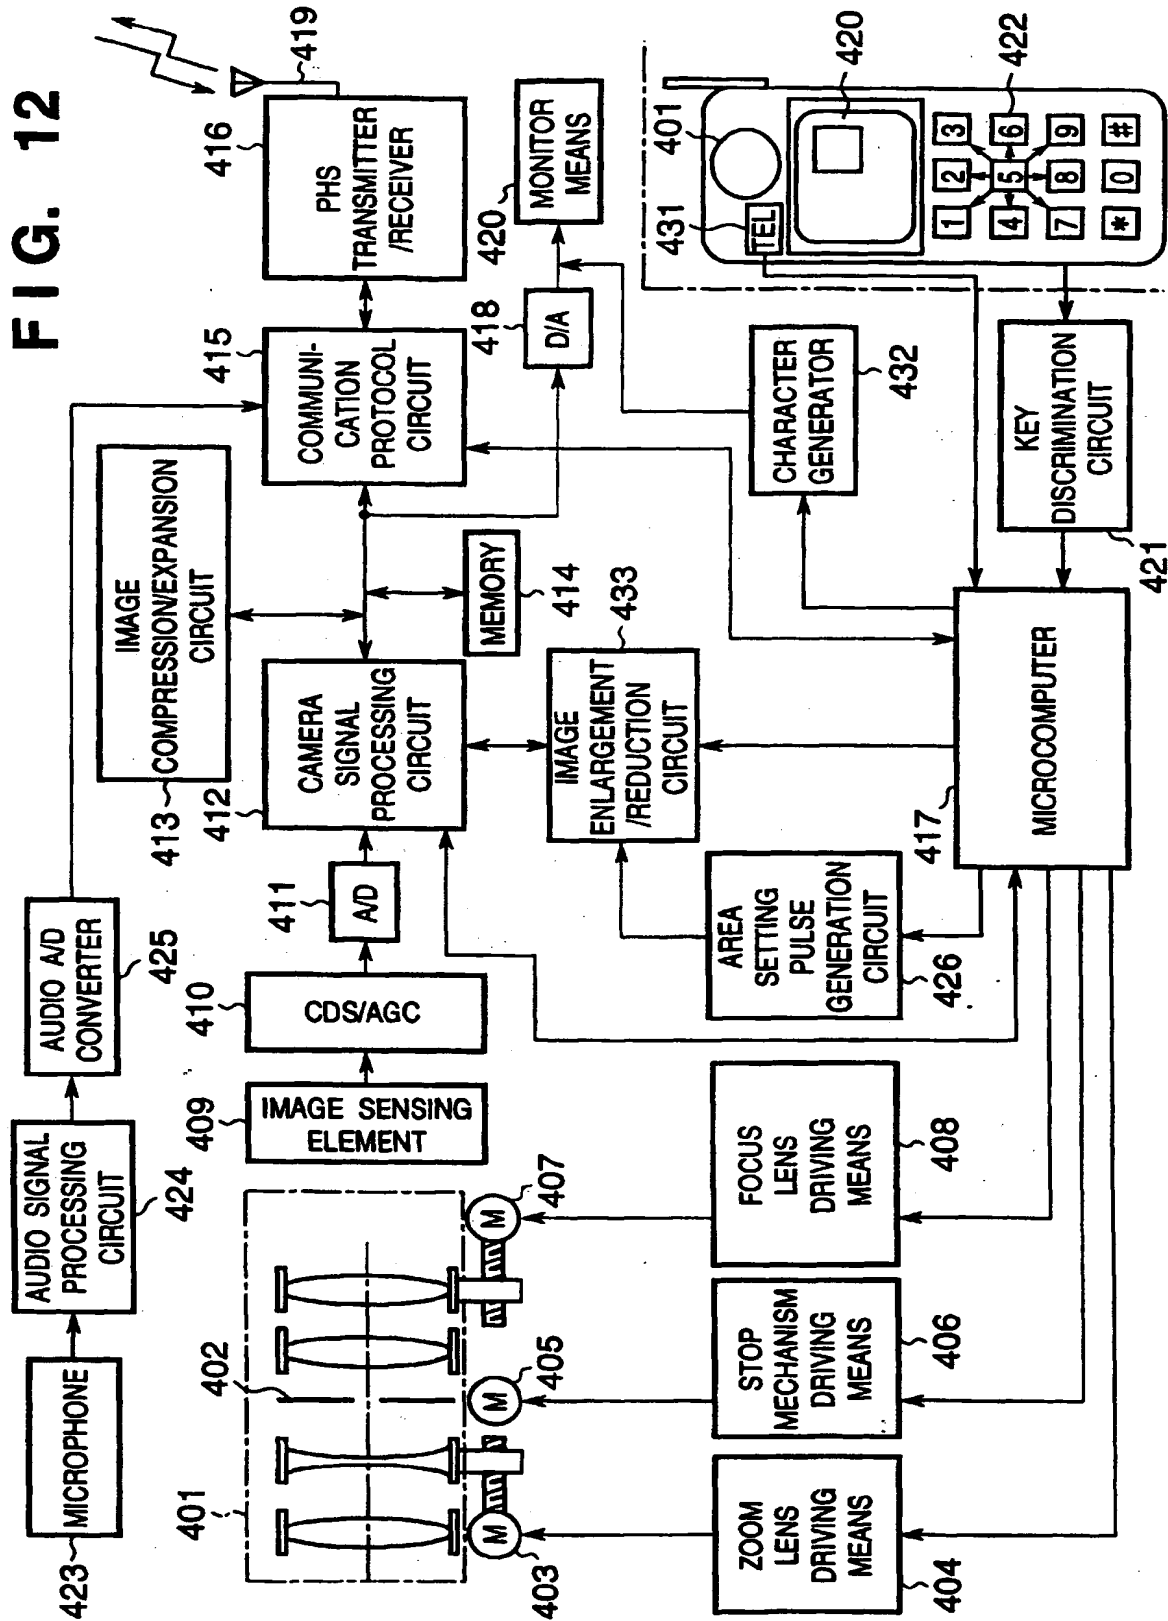 FIG. 12
MICROPHONE
423
AUDIO SIGNAL
PROCESSING
CIRCUIT
424
AUDIO A/D
CONVERTER
425
401
402
M
403
M
405
M
407
409
IMAGE SENSING
ELEMENT
410
CDS/AGC
411
A/D
412
CAMERA
SIGNAL
PROCESSING
CIRCUIT
413
IMAGE
COMPRESSION/EXPANSION
CIRCUIT
MEMORY
414
415
COMMUNI-
CATION
PROTOCOL
CIRCUIT
416
PHS
TRANSMITTER
/RECEIVER
419
418
D/A
420
MONITOR
MEANS
433
IMAGE
ENLARGEMENT
/REDUCTION
CIRCUIT
AREA
SETTING
PULSE
GENERATION
CIRCUIT
426
CHARACTER
GENERATOR
432
ZOOM
LENS
DRIVING
MEANS
404
STOP
MECHANISM
DRIVING
MEANS
406
FOCUS
LENS
DRIVING
MEANS
408
417
MICROCOMPUTER
KEY
DISCRIMINATION
CIRCUIT
421
431
TEL
401
420
422
1 2 3
4 5 6
7 8 9
* 0 #